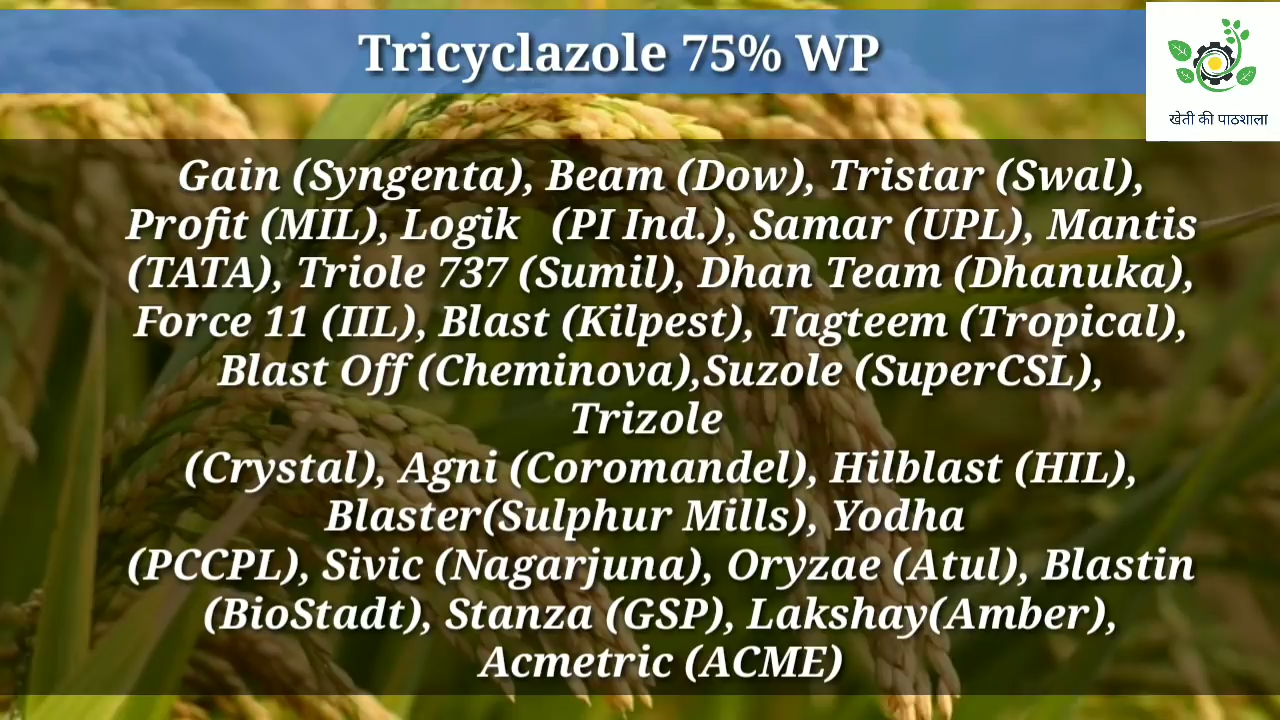 Tricyclazole 75% WP
खेती की पाठशाला
Gain (Syngenta), Beam (Dow), Tristar (Swal),
Profit (MIL), Logik (PI Ind.), Samar (UPL), Mantis
(TATA), Triole 737 (Sumil), Dhan Team (Dhanuka),
Force 11 (IIL), Blast (Kilpest), Tagteem (Tropical),
Blast Off (Cheminova),Suzole (SuperCSL),
Trizole
(Crystal), Agni (Coromandel), Hilblast (HIL),
Blaster(Sulphur Mills), Yodha
(PCCPL), Sivic (Nagarjuna), Oryzae (Atul), Blastin
(BioStadt), Stanza (GSP), Lakshay(Amber),
Acmetric (ACME)